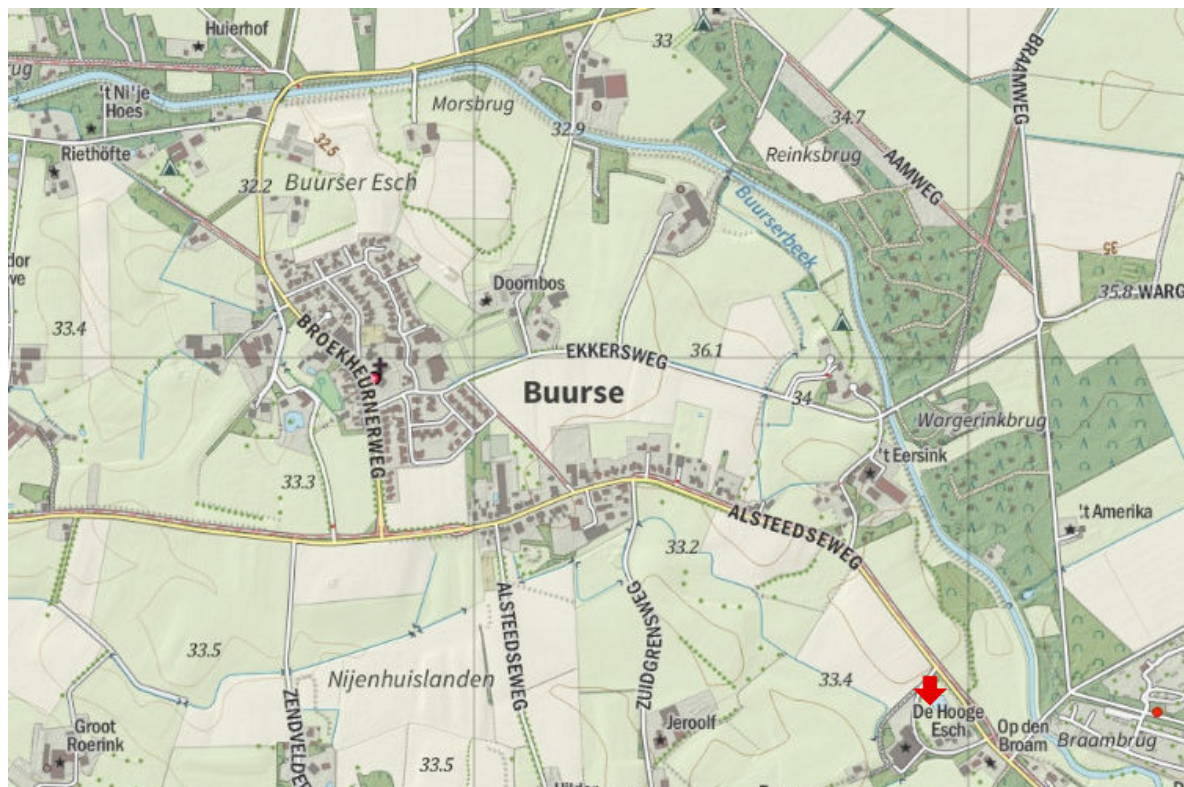 Huierhof
33
BRAAMWEG
't Ni'je
Hoes
Morsbrug
34.7
32.5
32.9
Riethöfte
Reinksbrug
AAMWEG
32.2
Buurser Esch
Buurserbeek
35
Doombos
35.8
33.4
BROEKHEURNERWEG
EKKERSWEG
36.1
Buurse
34
Wargerinkbrug
't Eersink
33.3
't Amerika
ALSTEEDSEWEG
33.2
ALSTEEDSEWEG
ZUIDGRENSWEG
33.5
Nijenhuislanden
33.4
De Hooge
Esch
Groot
Roerink
Jeroolf
Op den
Broam
Braambrug
33.5